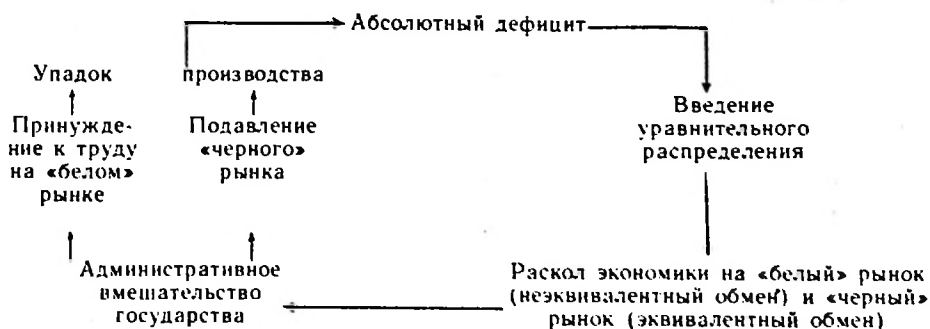 Абсолютный дефицит
Упадок производства
Введение
уравнительного
распределения
Принужде-
ние к труду
на «белом»
рынке
Подавление
«черного»
рынка
Административное
вмешательство
государства
Раскол экономики на «белый» рынок
(неэквивалентный обмен) и «черный»
рынок (эквивалентный обмен)